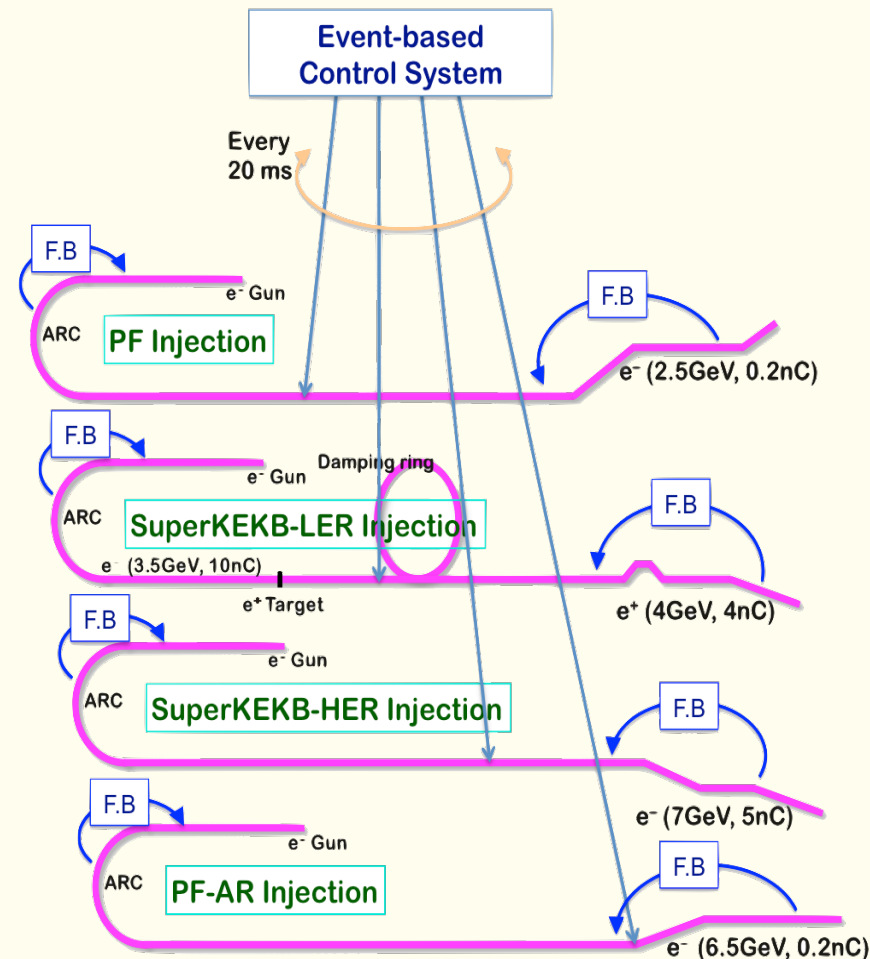 Event-based
Control System
Every
20 ms
F.B
e⁻ Gun
F.B
ARC
PF Injection
e⁻ (2.5GeV, 0.2nC)
F.B
Damping ring
e⁻ Gun
F.B
ARC
SuperKEKB-LER Injection
e⁻ (3.5GeV, 10nC)
e⁺ Target
e⁺ (4GeV, 4nC)
F.B
e⁻ Gun
ARC
SuperKEKB-HER Injection
F.B
e⁻ (7GeV, 5nC)
F.B
e⁻ Gun
F.B
ARC
PF-AR Injection
e⁻ (6.5GeV, 0.2nC)